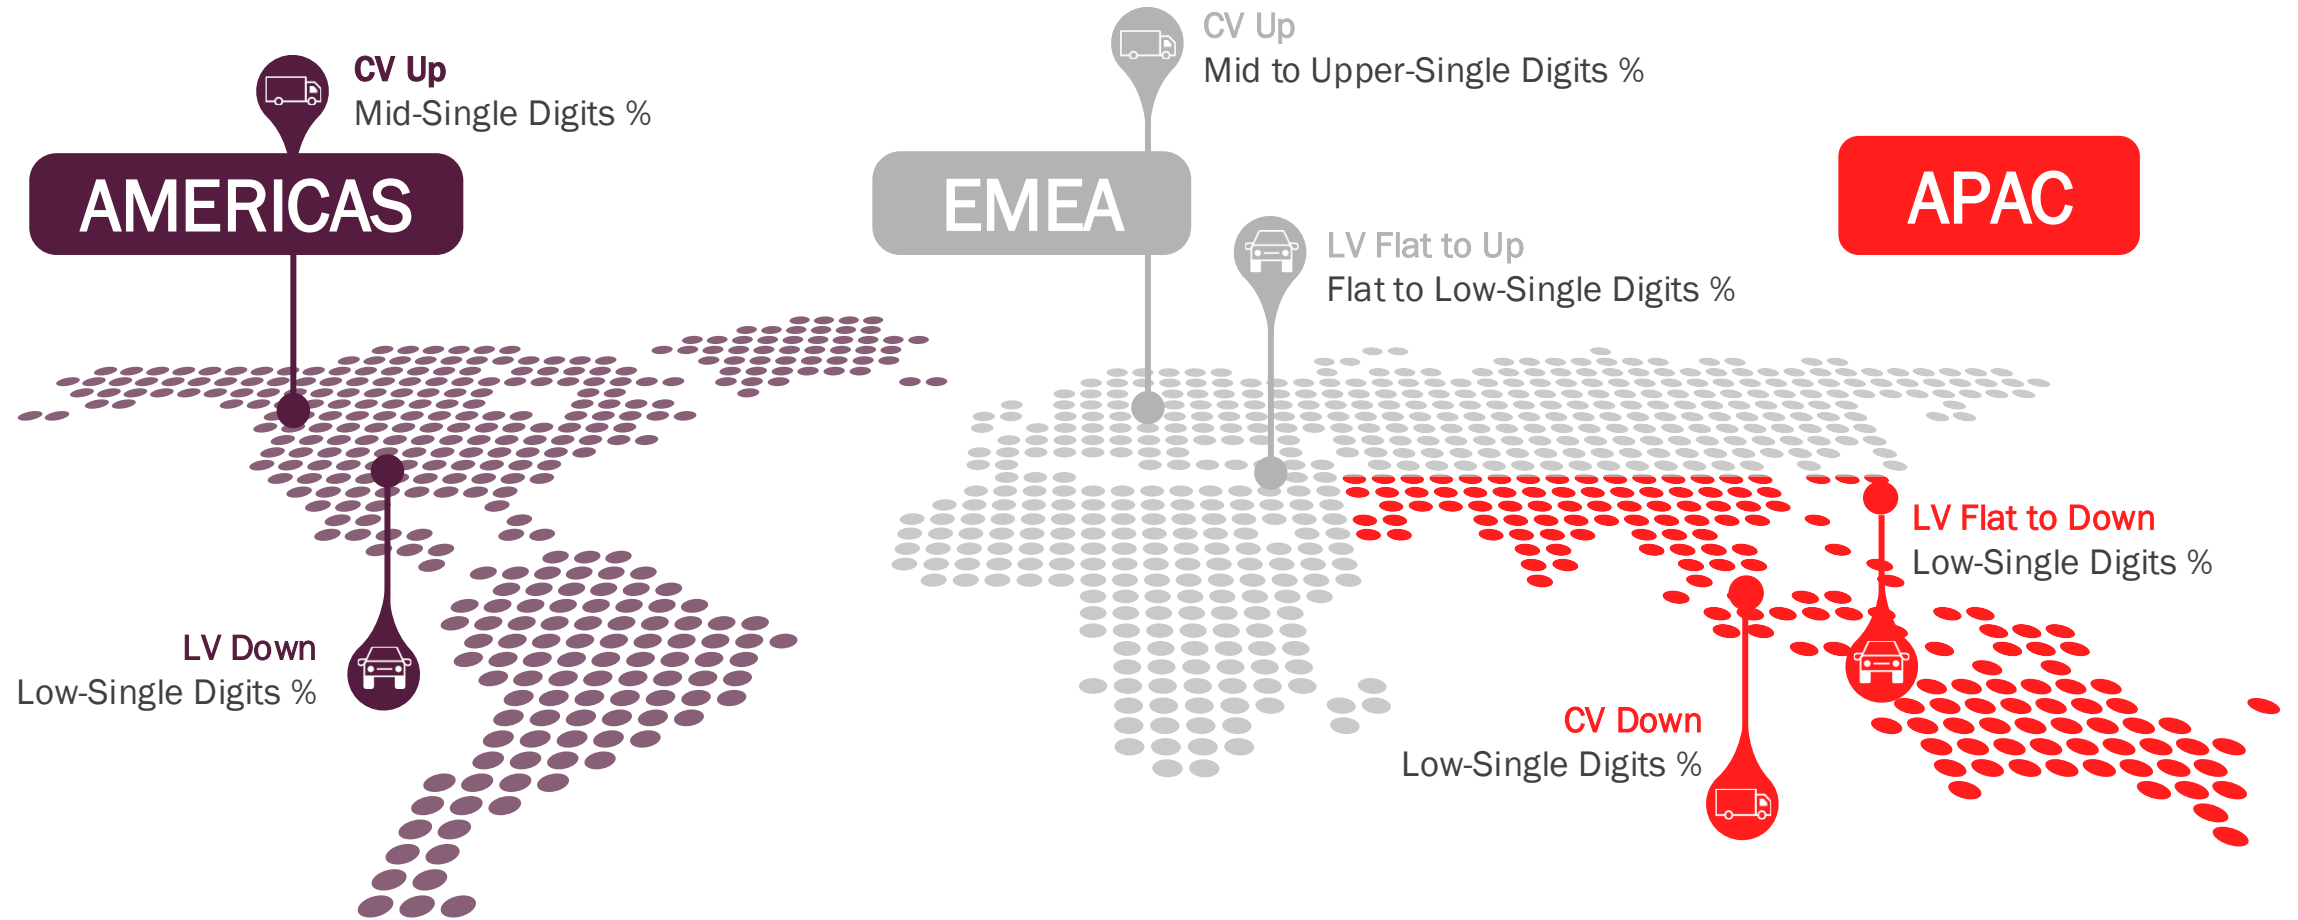 CV Up
Mid-Single Digits %
AMERICAS
LV Down
Low-Single Digits %
CV Up
Mid to Upper-Single Digits %
EMEA
LV Flat to Up
Flat to Low-Single Digits %
APAC
LV Flat to Down
Low-Single Digits %
CV Down
Low-Single Digits %